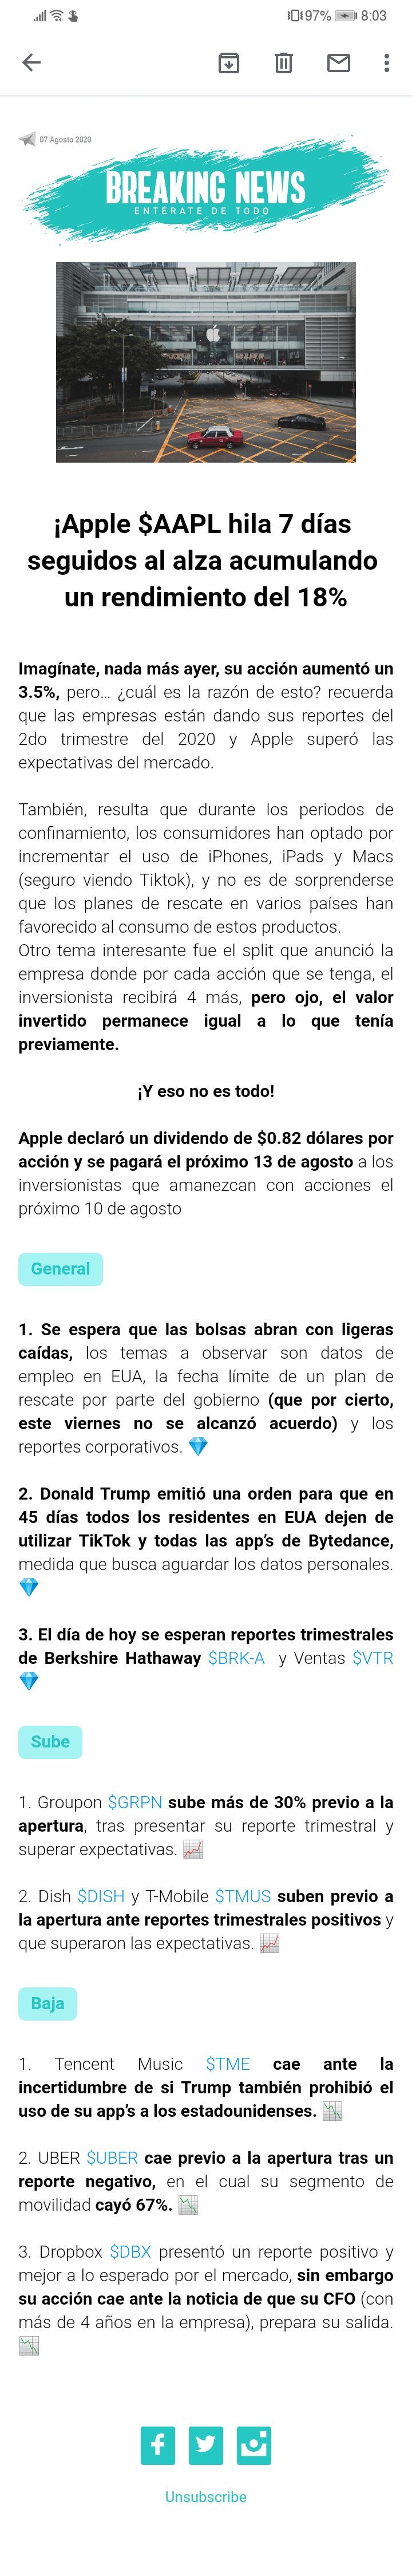 97% 8:03
07 Agosto 2020
BREAKING NEWS
ENTÉRATE DE TODO
¡Apple $AAPL hila 7 días
seguidos al alza acumulando
un rendimiento del 18%
Imagínate, nada más ayer, su acción aumentó un
3.5%, pero... ¿cuál es la razón de esto? recuerda
que las empresas están dando sus reportes del
2do trimestre del 2020 y Apple superó las
expectativas del mercado.
También, resulta que durante los periodos de
confinamiento, los consumidores han optado por
incrementar el uso de iPhones, iPads y Macs
(seguro viendo Tiktok), y no es de sorprenderse
que los planes de rescate en varios países han
favorecido al consumo de estos productos.
Otro tema interesante fue el split que anunció la
empresa donde por cada acción que se tenga, el
inversionista recibirá 4 más, pero ojo, el valor
invertido permanece igual a lo que tenía
previamente.
¡Y eso no es todo!
Apple declaró un dividendo de $0.82 dólares por
acción y se pagará el próximo 13 de agosto a los
inversionistas que amanezcan con acciones el
próximo 10 de agosto
General
1. Se espera que las bolsas abran con ligeras
caídas, los temas a observar son datos de
empleo en EUA, la fecha límite de un plan de
rescate por parte del gobierno (que por cierto,
este viernes no se alcanzó acuerdo) y los
reportes corporativos. 💎
2. Donald Trump emitió una orden para que en
45 días todos los residentes en EUA dejen de
utilizar TikTok y todas las app's de Bytedance,
medida que busca aguardar los datos personales.
💎
3. El día de hoy se esperan reportes trimestrales
de Berkshire Hathaway $BRK-A y Ventas $VTR
💎
Sube
1. Groupon $GRPN sube más de 30% previo a la
apertura, tras presentar su reporte trimestral y
superar expectativas. 📈
2. Dish $DISH y T-Mobile $TMUS suben previo a
la apertura ante reportes trimestrales positivos y
que superaron las expectativas. 📈
Baja
1. Tencent Music $TME cae ante la
incertidumbre de si Trump también prohibió el
uso de su app's a los estadounidenses. 📉
2. UBER $UBER cae previo a la apertura tras un
reporte negativo, en el cual su segmento de
movilidad cayó 67%. 📉
3. Dropbox $DBX presentó un reporte positivo y
mejor a lo esperado por el mercado, sin embargo
su acción cae ante la noticia de que su CFO (con
más de 4 años en la empresa), prepara su salida.
📉
Unsubscribe